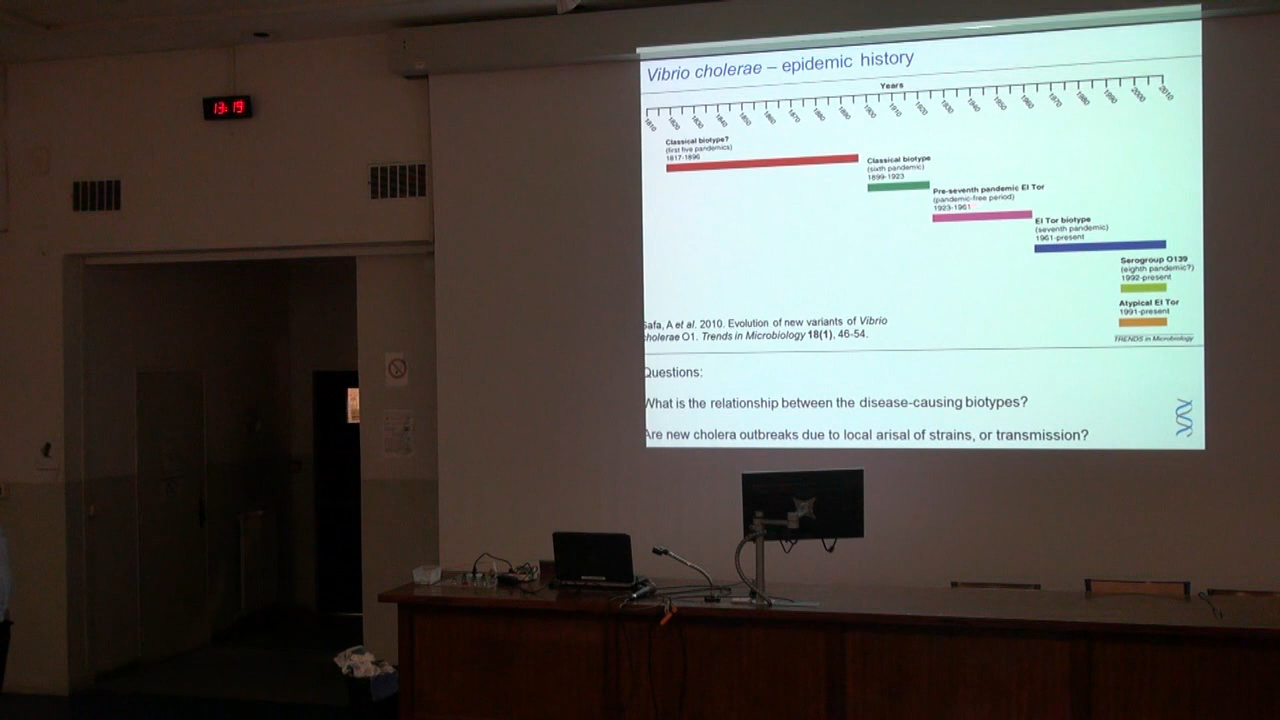 13:19
Vibrio cholerae – epidemic history
Years
1810 1820 1830 1840 1850 1860 1870 1880 1890 1900 1910 1920 1930 1940 1950 1960 1970 1980 1990 2000 2010
Classical biotype?
(first five pandemics)
1817-1896
Classical biotype
(sixth pandemic)
1899-1923
Pre-seventh pandemic El Tor
(pandemic-free period)
1923-1961
El Tor biotype
(seventh pandemic)
1961-present
Serogroup O139
(eighth pandemic?)
1992-present
Atypical El Tor
1991-present
Safa, A et al. 2010. Evolution of new variants of Vibrio
cholerae O1. Trends in Microbiology 18(1), 46-54.
TRENDS in Microbiology
Questions:
What is the relationship between the disease-causing biotypes?
Are new cholera outbreaks due to local arisal of strains, or transmission?